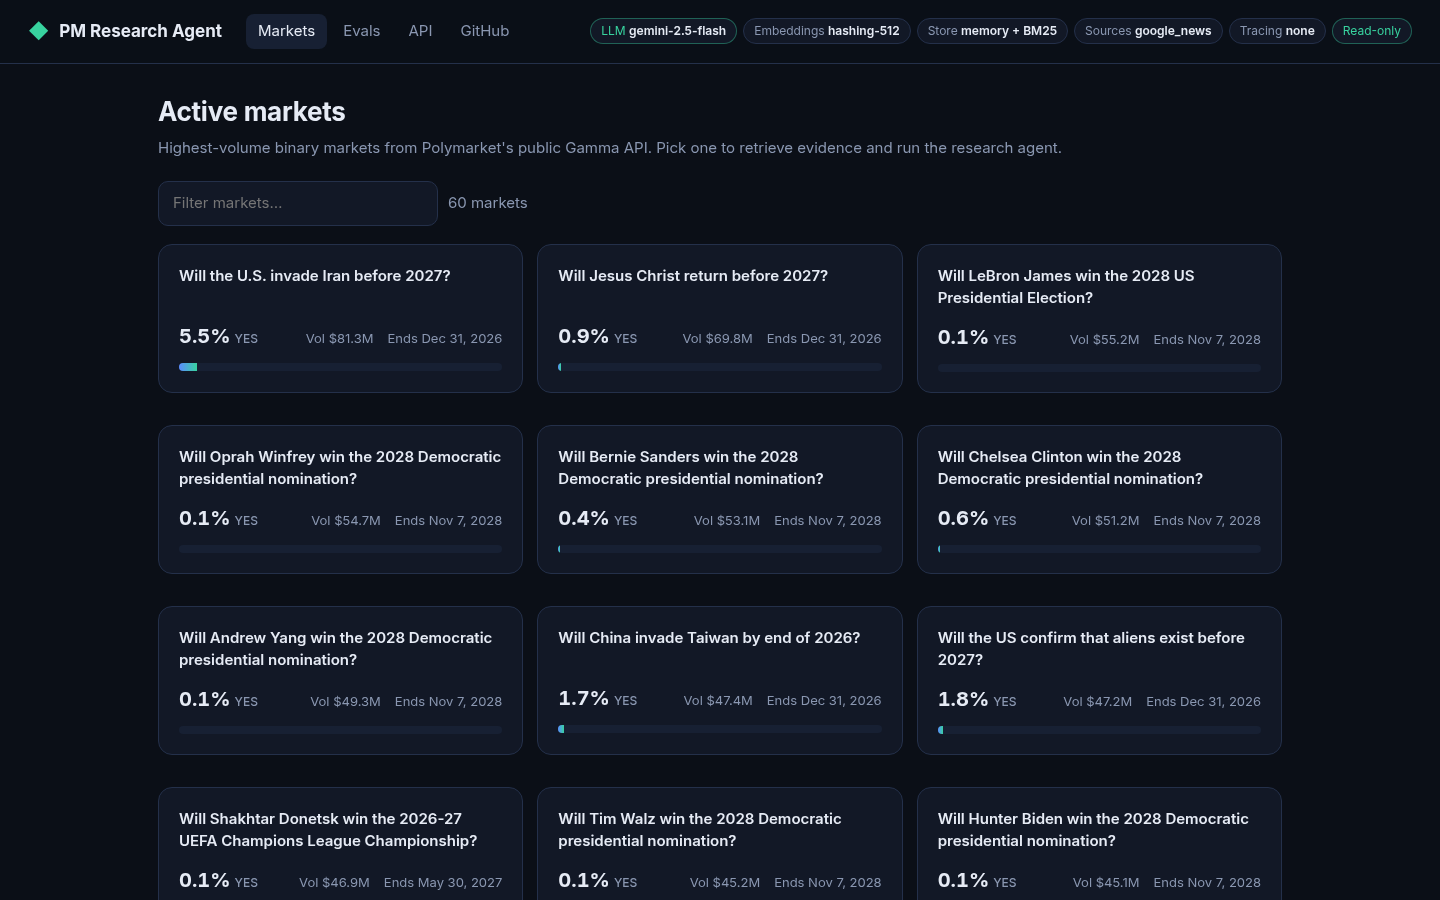 PM Research Agent Markets Evals API GitHub LLM gemini-2.5-flash Embeddings hashing-512 Store memory + BM25 Sources google_news Tracing none Read-only
Active markets
Highest-volume binary markets from Polymarket's public Gamma API. Pick one to retrieve evidence and run the research agent.
Filter markets... 60 markets
Will the U.S. invade Iran before 2027?
5.5% YES Vol $81.3M Ends Dec 31, 2026
Will Jesus Christ return before 2027?
0.9% YES Vol $69.8M Ends Dec 31, 2026
Will LeBron James win the 2028 US
Presidential Election?
0.1% YES Vol $55.2M Ends Nov 7, 2028
Will Oprah Winfrey win the 2028 Democratic
presidential nomination?
0.1% YES Vol $54.7M Ends Nov 7, 2028
Will Bernie Sanders win the 2028
Democratic presidential nomination?
0.4% YES Vol $53.1M Ends Nov 7, 2028
Will Chelsea Clinton win the 2028
Democratic presidential nomination?
0.6% YES Vol $51.2M Ends Nov 7, 2028
Will Andrew Yang win the 2028 Democratic
presidential nomination?
0.1% YES Vol $49.3M Ends Nov 7, 2028
Will China invade Taiwan by end of 2026?
1.7% YES Vol $47.4M Ends Dec 31, 2026
Will the US confirm that aliens exist before
2027?
1.8% YES Vol $47.2M Ends Dec 31, 2026
Will Shakhtar Donetsk win the 2026-27
UEFA Champions League Championship?
0.1% YES Vol $46.9M Ends May 30, 2027
Will Tim Walz win the 2028 Democratic
presidential nomination?
0.1% YES Vol $45.2M Ends Nov 7, 2028
Will Hunter Biden win the 2028 Democratic
presidential nomination?
0.1% YES Vol $45.1M Ends Nov 7, 2028